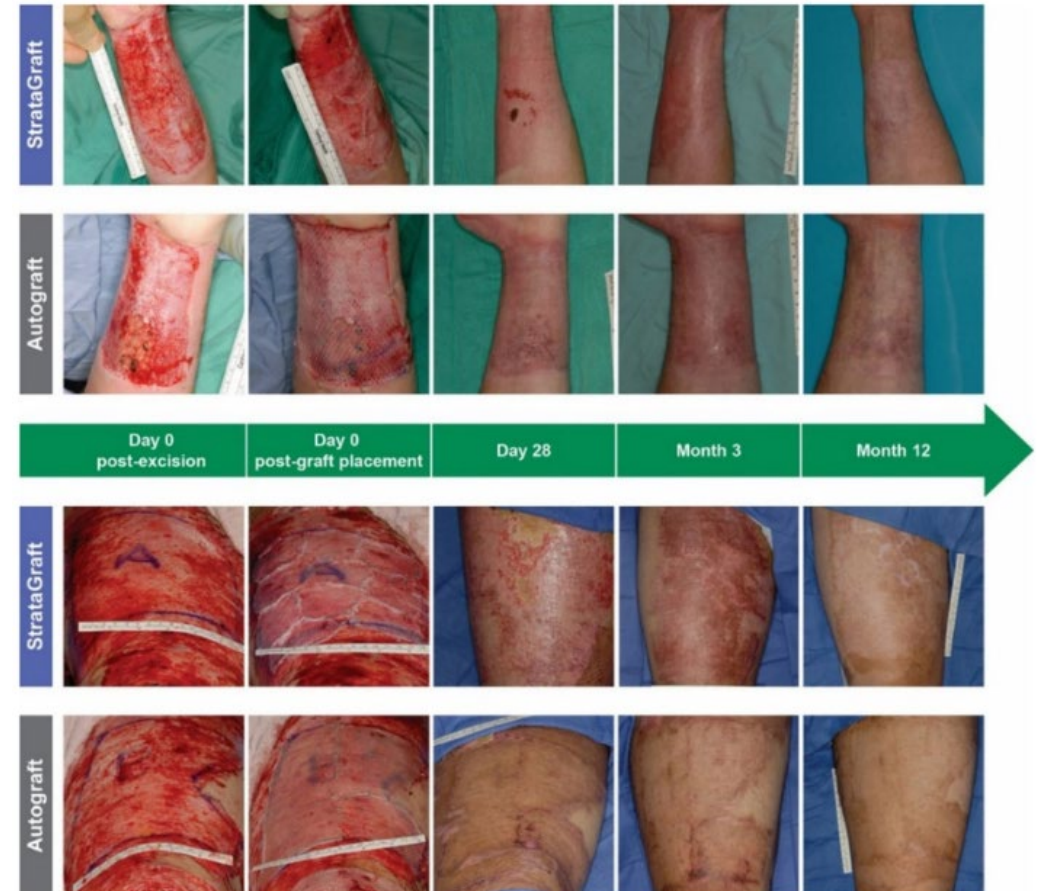 StrataGraft
Autograft
Day 0
post-excision
Day 0
post-graft placement
Day 28
Month 3
Month 12
StrataGraft
A
Autograft